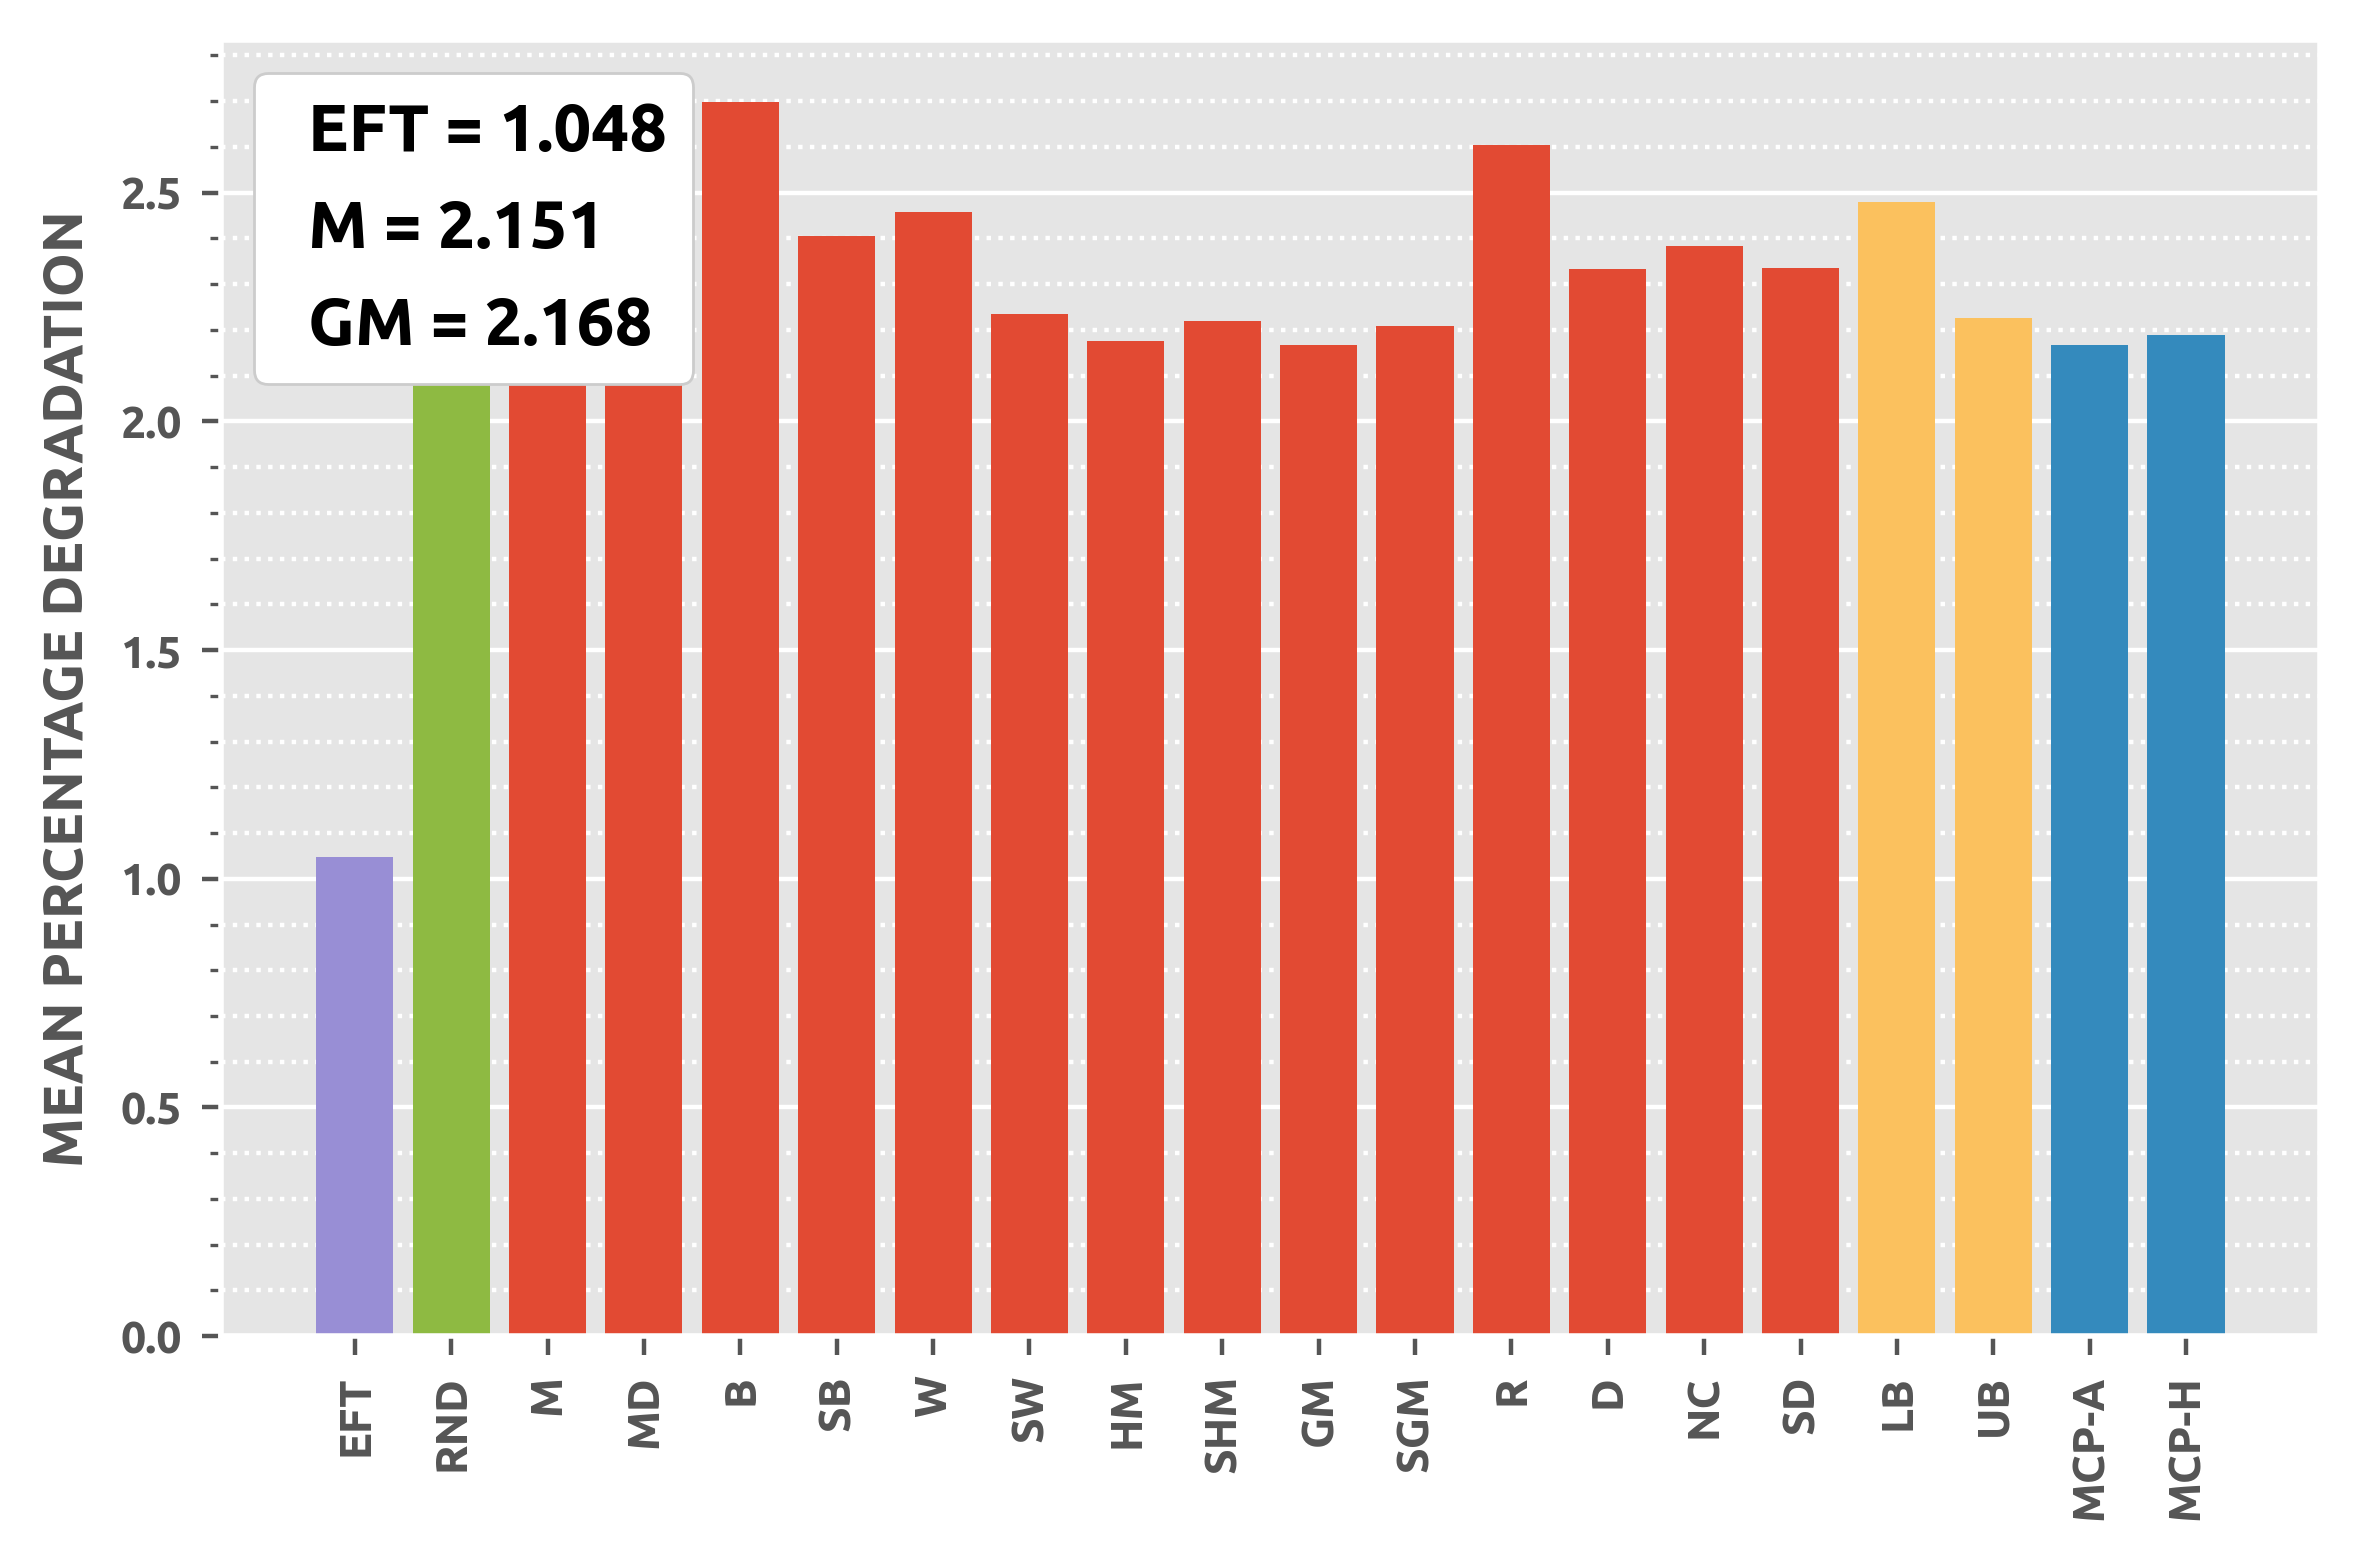 MEAN PERCENTAGE DEGRADATION
2.5
2.0
1.5
1.0
0.5
0.0
EFT = 1.048
M = 2.151
GM = 2.168
EFT
RND
M
MD
B
SB
W
SW
HM
SHM
GM
SGM
R
D
NC
SD
LB
UB
MCP-A
MCP-H